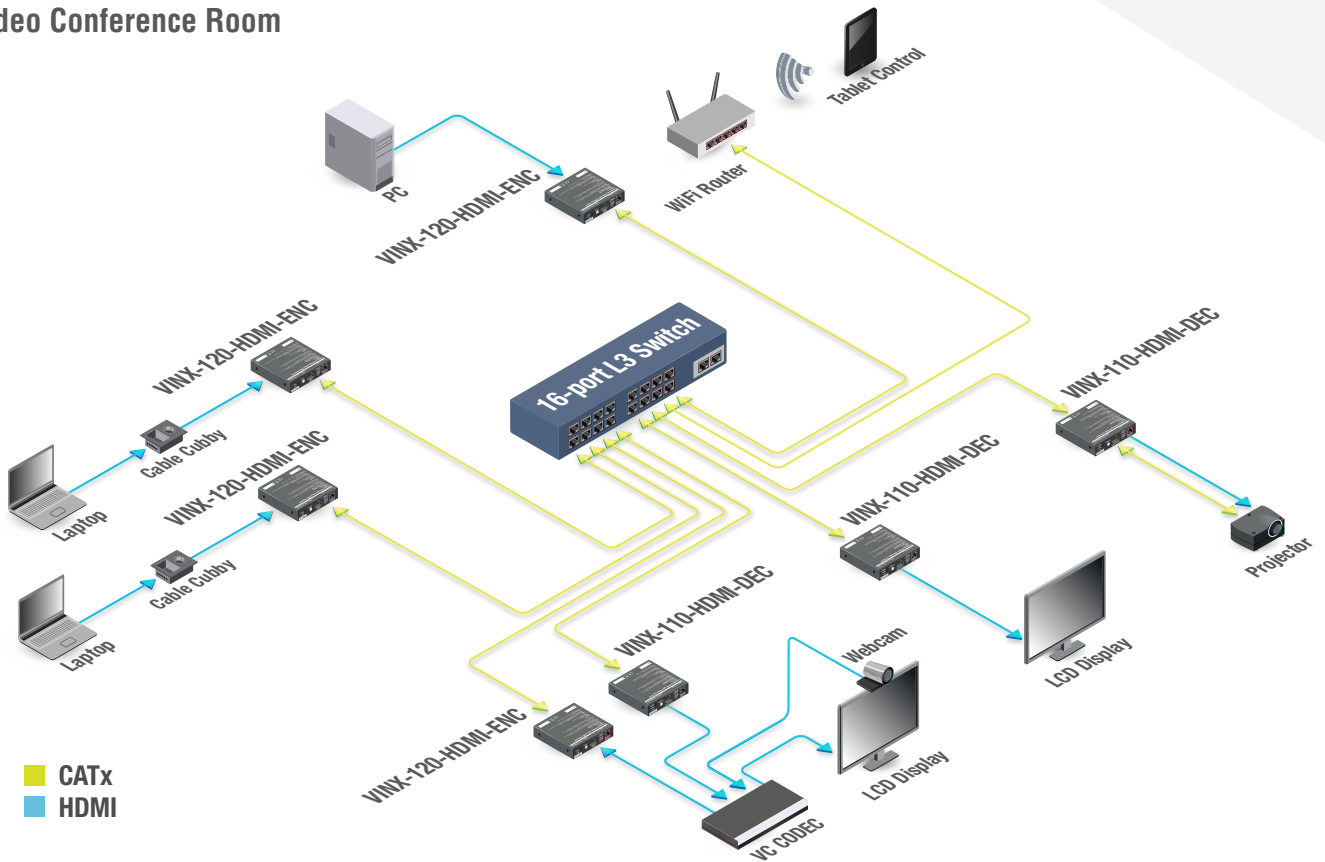 deo Conference Room
Tablet Control
WiFi Router
PC
VINX-120-HDMI-ENC
16-port L3 Switch
VINX-120-HDMI-ENC
Cable Cubby
Laptop
VINX-120-HDMI-ENC
Cable Cubby
Laptop
VINX-110-HDMI-DEC
Projector
VINX-110-HDMI-DEC
LCD Display
VINX-110-HDMI-DEC
Webcam
LCD Display
VINX-120-HDMI-ENC
VC CODEC
CATx
HDMI